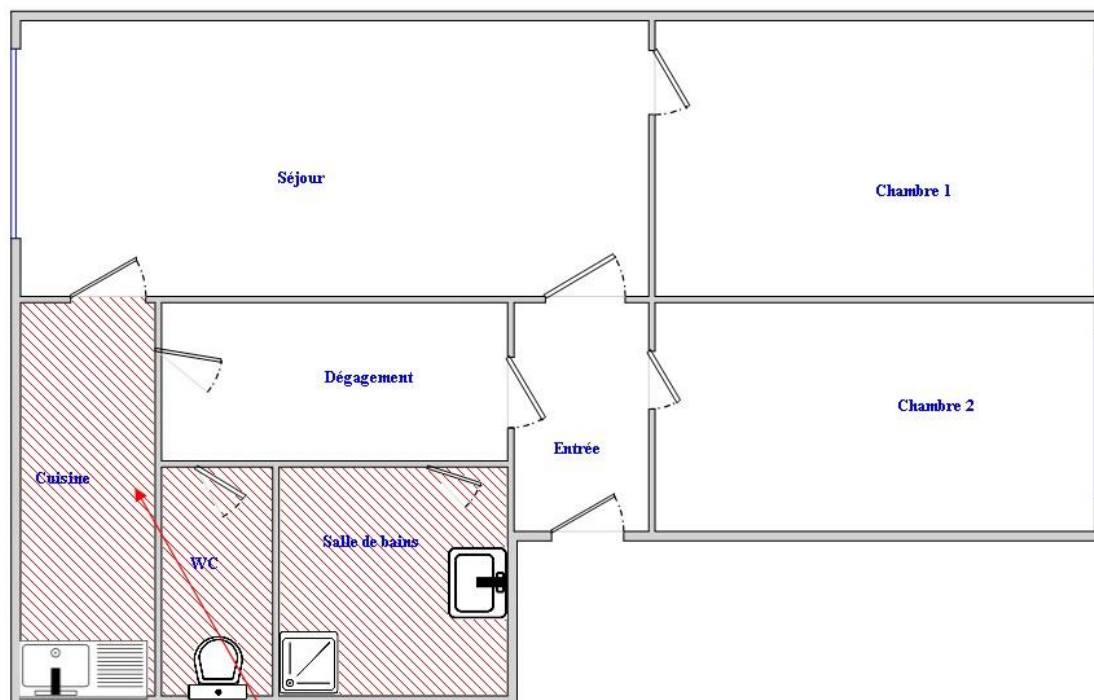 Séjour
Chambre 1
Dégagement
Chambre 2
Entrée
Cuisine
Salle de bains
WC